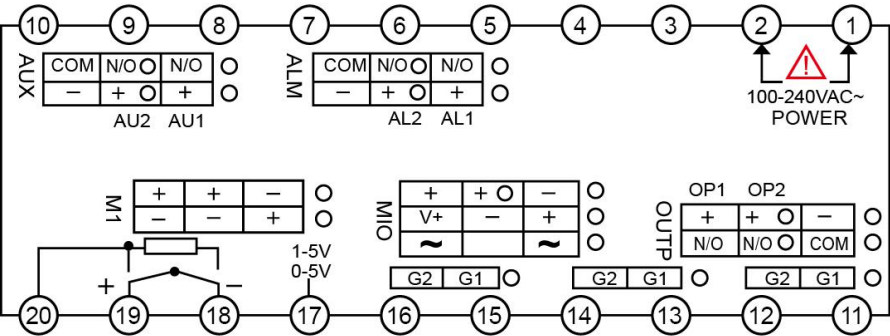 10 9 8 7 6 5 4 3 2 1
AUX
COM N/O N/O
− + +
AU2 AU1
ALM
COM N/O N/O
− + +
AL2 AL1
100-240VAC~
POWER
M1
+ + −
− − +
1-5V
0-5V
+ −
MIO
+ + −
V+ − +
~ ~
G2 G1
G2 G1
OUTP
OP1 OP2
+ + −
N/O N/O COM
G2 G1
20 19 18 17 16 15 14 13 12 11